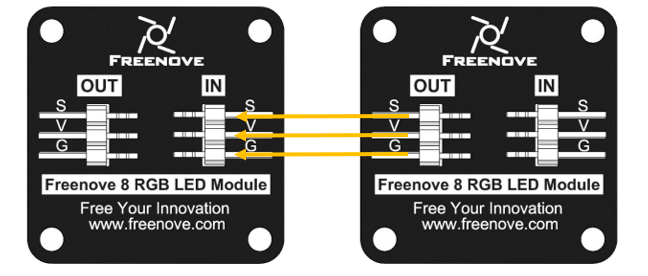 FREENOVE
OUT IN
S S
V V
G G
Freenove 8 RGB LED Module
Free Your Innovation
www.freenove.com
FREENOVE
OUT IN
S S
V V
G G
Freenove 8 RGB LED Module
Free Your Innovation
www.freenove.com